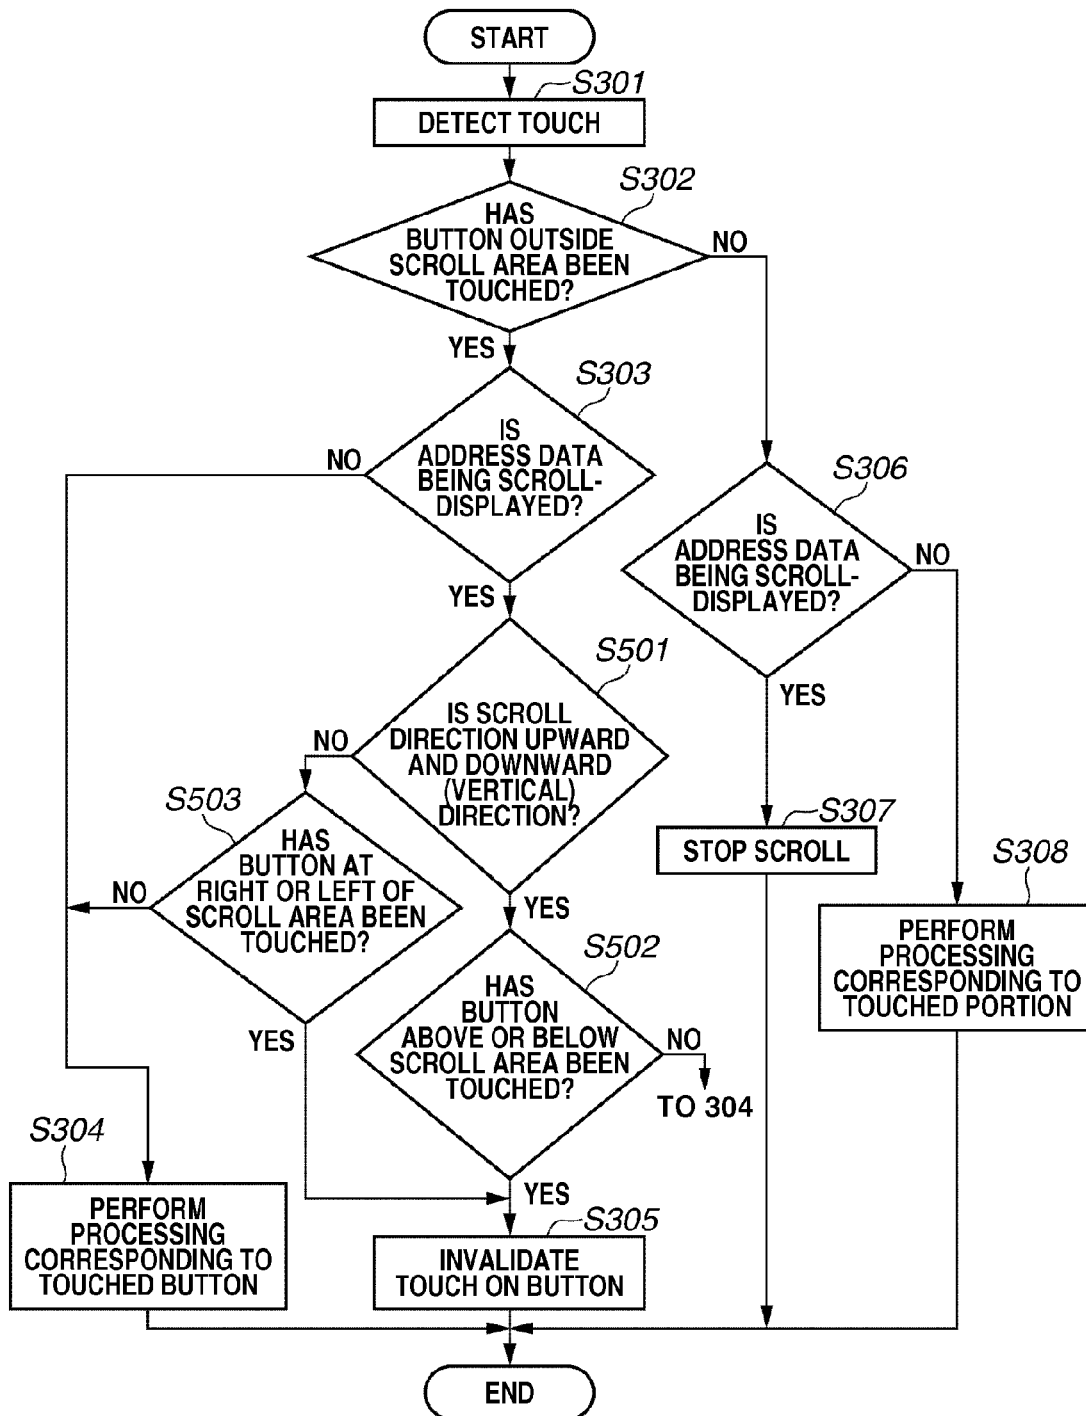 START
S301
DETECT TOUCH
S302
HAS
BUTTON OUTSIDE
SCROLL AREA BEEN
TOUCHED?
NO
YES
S303
IS
ADDRESS DATA
BEING SCROLL-
DISPLAYED?
NO
YES
S306
IS
ADDRESS DATA
BEING SCROLL-
DISPLAYED?
NO
YES
S501
IS SCROLL
DIRECTION UPWARD
AND DOWNWARD
(VERTICAL)
DIRECTION?
NO
YES
S503
HAS
BUTTON AT
RIGHT OR LEFT OF
SCROLL AREA BEEN
TOUCHED?
NO
YES
S307
STOP SCROLL
S308
PERFORM
PROCESSING
CORRESPONDING TO
TOUCHED PORTION
S502
HAS
BUTTON
ABOVE OR BELOW
SCROLL AREA BEEN
TOUCHED?
NO
TO 304
YES
S304
PERFORM
PROCESSING
CORRESPONDING TO
TOUCHED BUTTON
S305
INVALIDATE
TOUCH ON BUTTON
END